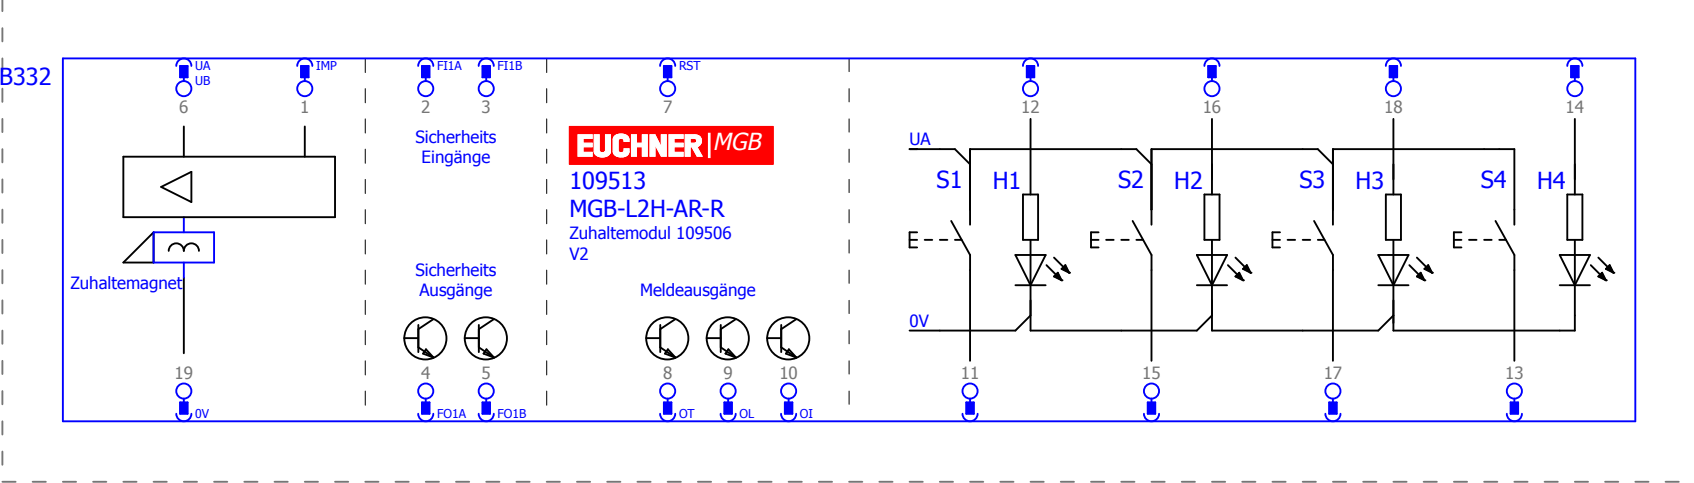 B332
UA
UB
IMP
FI1A
FI1B
RST
6
1
2
3
7
12
16
18
14
Sicherheits
Eingänge
EUCHNER|MGB
109513
MGB-L2H-AR-R
Zuhaltemodul 109506
V2
UA
S1
H1
S2
H2
S3
H3
S4
H4
Zuhaltemagnet
Sicherheits
Ausgänge
Meldeausgänge
0V
19
4
5
8
9
10
11
15
17
13
0V
FO1A
FO1B
OT
OL
OI